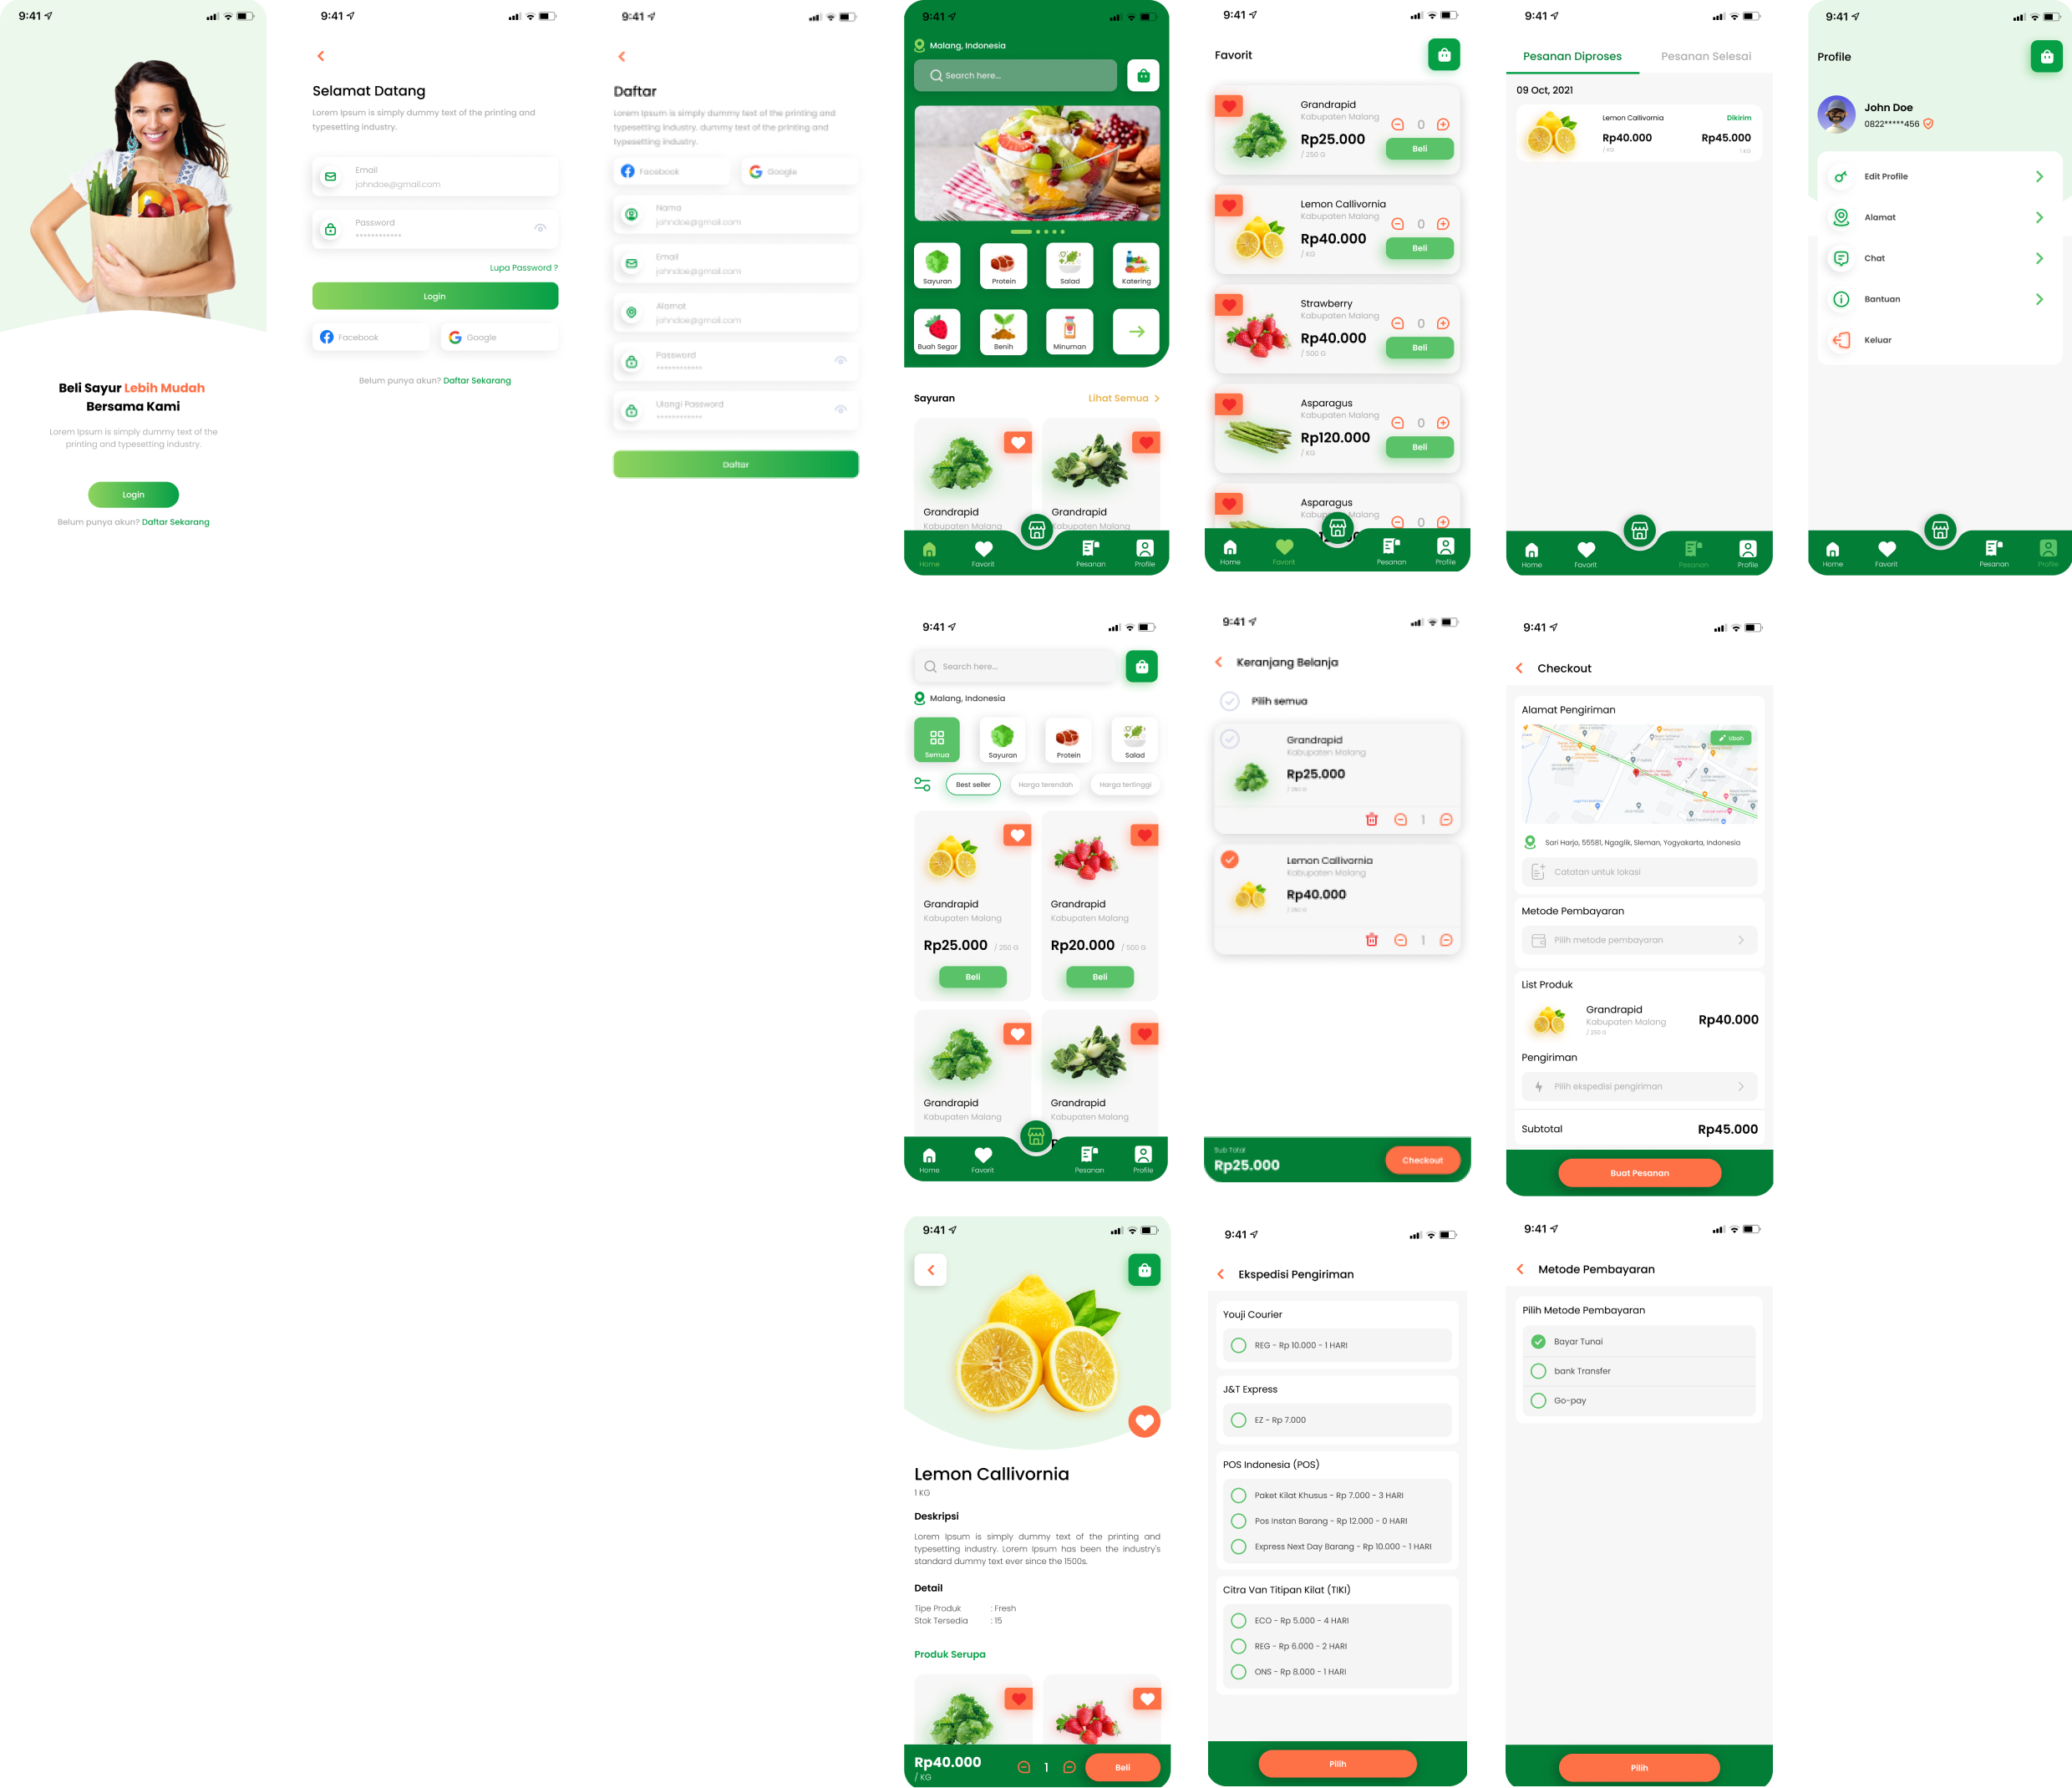 9:41
Beli Sayur Lebih Mudah
Bersama Kami
Lorem Ipsum is simply dummy text of the
printing and typesetting industry.
Login
Belum punya akun? Daftar Sekarang
9:41
Selamat Datang
Lorem Ipsum is simply dummy text of the printing and
typesetting industry.
Email
johndoe@gmail.com
Password
************
Lupa Password ?
Login
Facebook
Google
Belum punya akun? Daftar Sekarang
9:41
Daftar
Lorem Ipsum is simply dummy text of the printing and
typesetting industry. dummy text of the printing and
typesetting industry.
Facebook
Google
Nama
johndoe@gmail.com
Email
johndoe@gmail.com
Alamat
johndoe@gmail.com
Password
************
Ulangi Password
************
Daftar
9:41
Malang, Indonesia
Search here...
Sayuran
Protein
Salad
Katering
Buah Segar
Benih
Minuman
Sayuran
Lihat Semua
Grandrapid
Kabupaten Malang
Grandrapid
Kabupaten Malang
Home
Favorit
Pesanan
Profile
9:41
Favorit
Grandrapid
Kabupaten Malang
Rp25.000
/ 250 G
0
Beli
Lemon Callivornia
Kabupaten Malang
Rp40.000
/ KG
0
Beli
Strawberry
Kabupaten Malang
Rp40.000
/ 500 G
0
Beli
Asparagus
Kabupaten Malang
Rp120.000
/ KG
0
Beli
Asparagus
Kabupaten Malang
0
Home
Favorit
Pesanan
Profile
9:41
Pesanan Diproses
Pesanan Selesai
09 Oct, 2021
Lemon Callivornia
Dikirim
Rp40.000
Rp45.000
/ KG
1 KG
Home
Favorit
Pesanan
Profile
9:41
Profile
John Doe
0822*****456
Edit Profile
Alamat
Chat
Bantuan
Keluar
Home
Favorit
Pesanan
Profile
9:41
Search here...
Malang, Indonesia
Semua
Sayuran
Protein
Salad
Best seller
Harga terendah
Harga tertinggi
Grandrapid
Kabupaten Malang
Rp25.000 / 250 G
Beli
Grandrapid
Kabupaten Malang
Rp20.000 / 500 G
Beli
Grandrapid
Kabupaten Malang
Grandrapid
Kabupaten Malang
Home
Favorit
Pesanan
Profile
9:41
Keranjang Belanja
Pilih semua
Grandrapid
Kabupaten Malang
Rp25.000
/ 250 G
1
Lemon Callivornia
Kabupaten Malang
Rp40.000
/ 250 G
1
Sub Total
Rp25.000
Checkout
9:41
Checkout
Alamat Pengiriman
Ubah
Sari Harjo, 55581, Ngaglik, Sleman, Yogyakarta, Indonesia
Catatan untuk lokasi
Metode Pembayaran
Pilih metode pembayaran
List Produk
Grandrapid
Kabupaten Malang
/ 250 G
Rp40.000
Pengiriman
Pilih ekspedisi pengiriman
Subtotal
Rp45.000
Buat Pesanan
9:41
Lemon Callivornia
1 KG
Deskripsi
Lorem Ipsum is simply dummy text of the printing and
typesetting industry. Lorem Ipsum has been the industry's
standard dummy text ever since the 1500s.
Detail
Tipe Produk : Fresh
Stok Tersedia : 15
Produk Serupa
Rp40.000
/ KG
1
Beli
9:41
Ekspedisi Pengiriman
Youji Courier
REG - Rp 10.000 - 1 HARI
J&T Express
EZ - Rp 7.000
POS Indonesia (POS)
Paket Kilat Khusus - Rp 7.000 - 3 HARI
Pos Instan Barang - Rp 12.000 - 0 HARI
Express Next Day Barang - Rp 10.000 - 1 HARI
Citra Van Titipan Kilat (TIKI)
ECO - Rp 5.000 - 4 HARI
REG - Rp 6.000 - 2 HARI
ONS - Rp 8.000 - 1 HARI
Pilih
9:41
Metode Pembayaran
Pilih Metode Pembayaran
Bayar Tunai
bank Transfer
Go-pay
Pilih